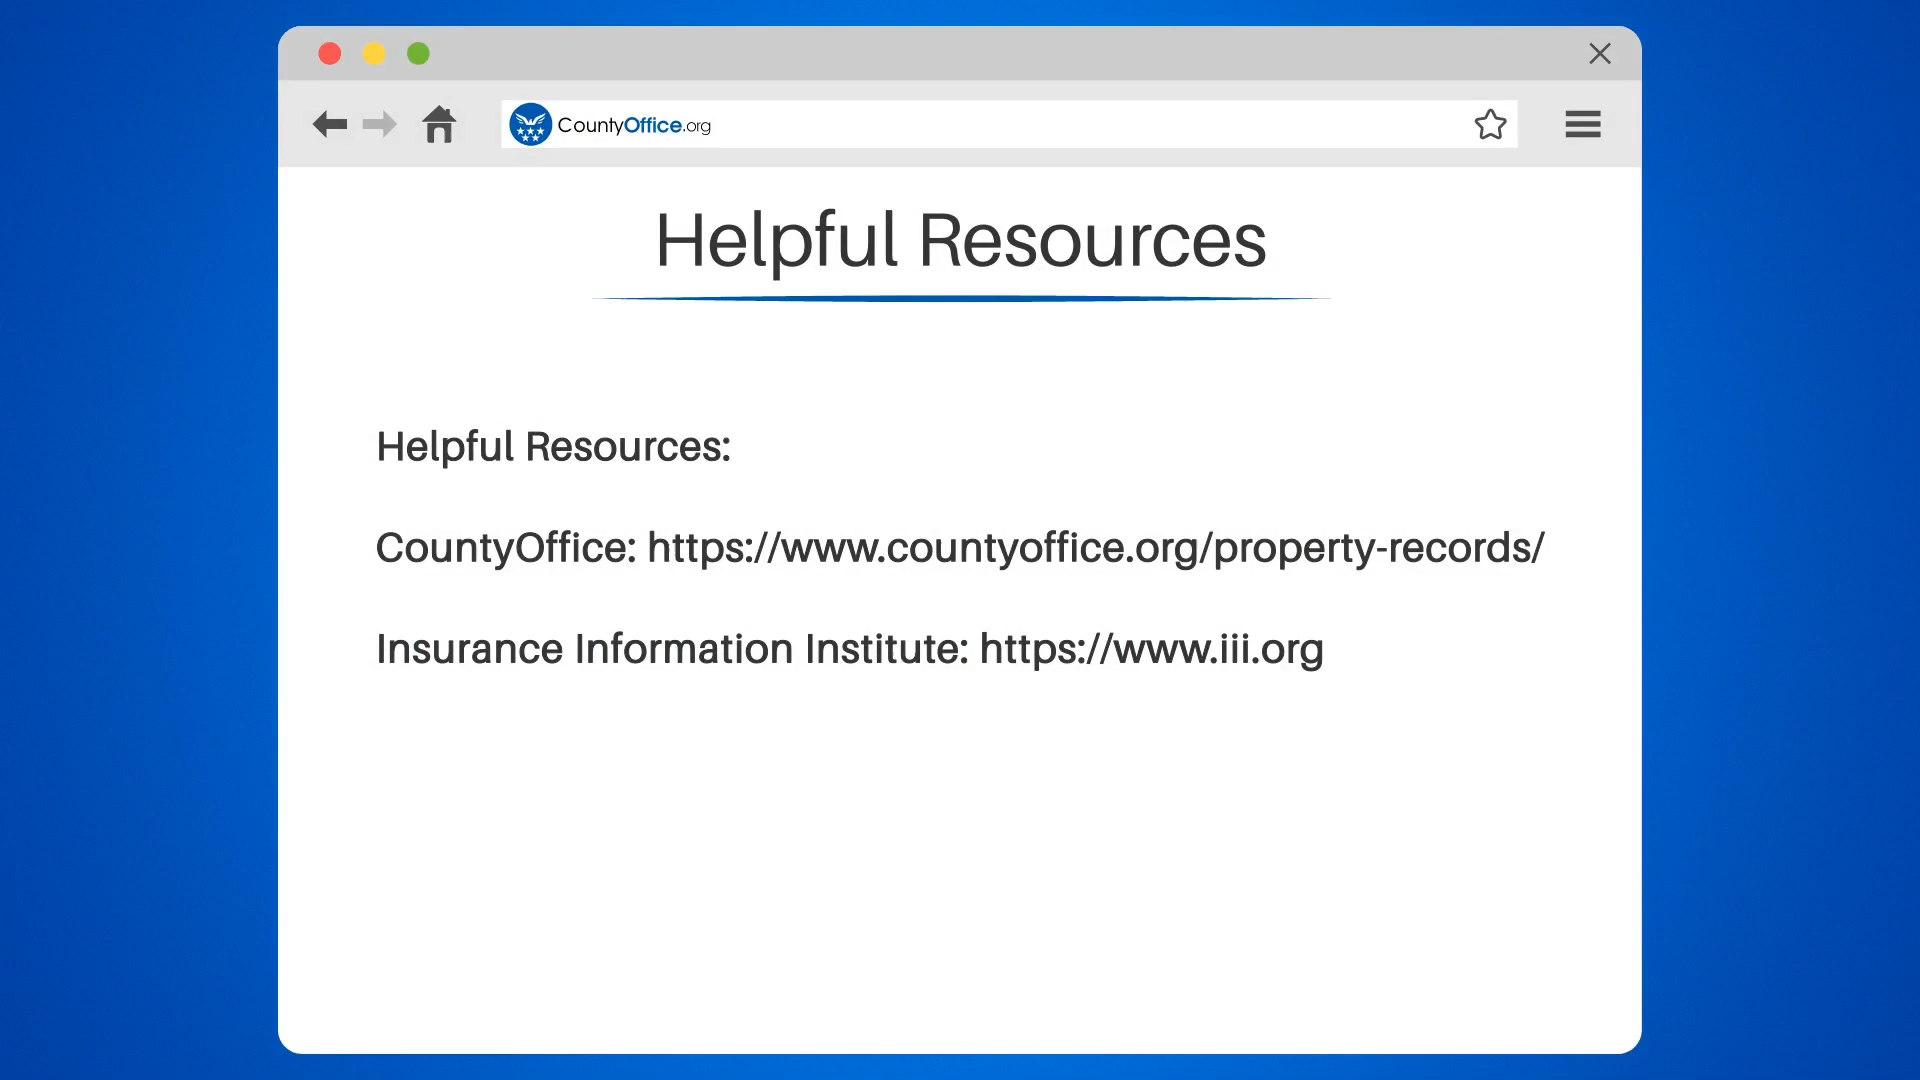 CountyOffice.org
Helpful Resources
Helpful Resources:
CountyOffice: https://www.countyoffice.org/property-records/
Insurance Information Institute: https://www.iii.org